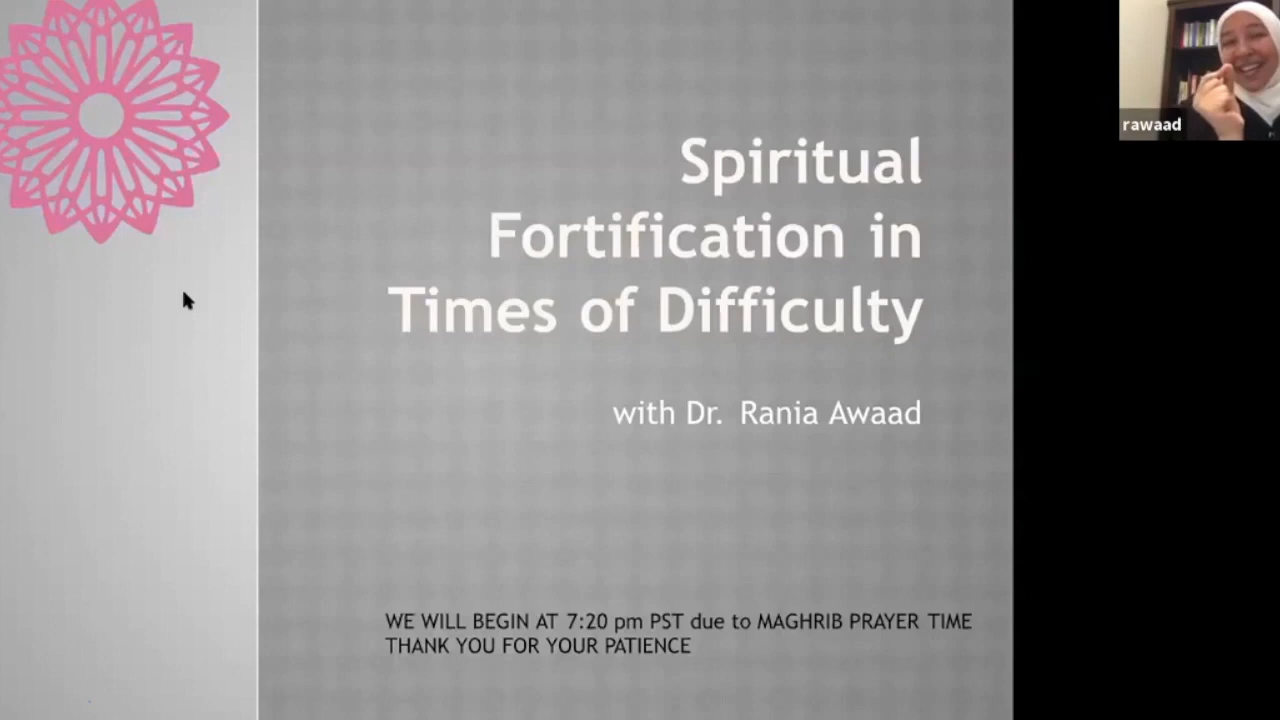 Spiritual
Fortification in
Times of Difficulty
with Dr. Rania Awaad
WE WILL BEGIN AT 7:20 pm PST due to MAGHRIB PRAYER TIME
THANK YOU FOR YOUR PATIENCE
rawaad